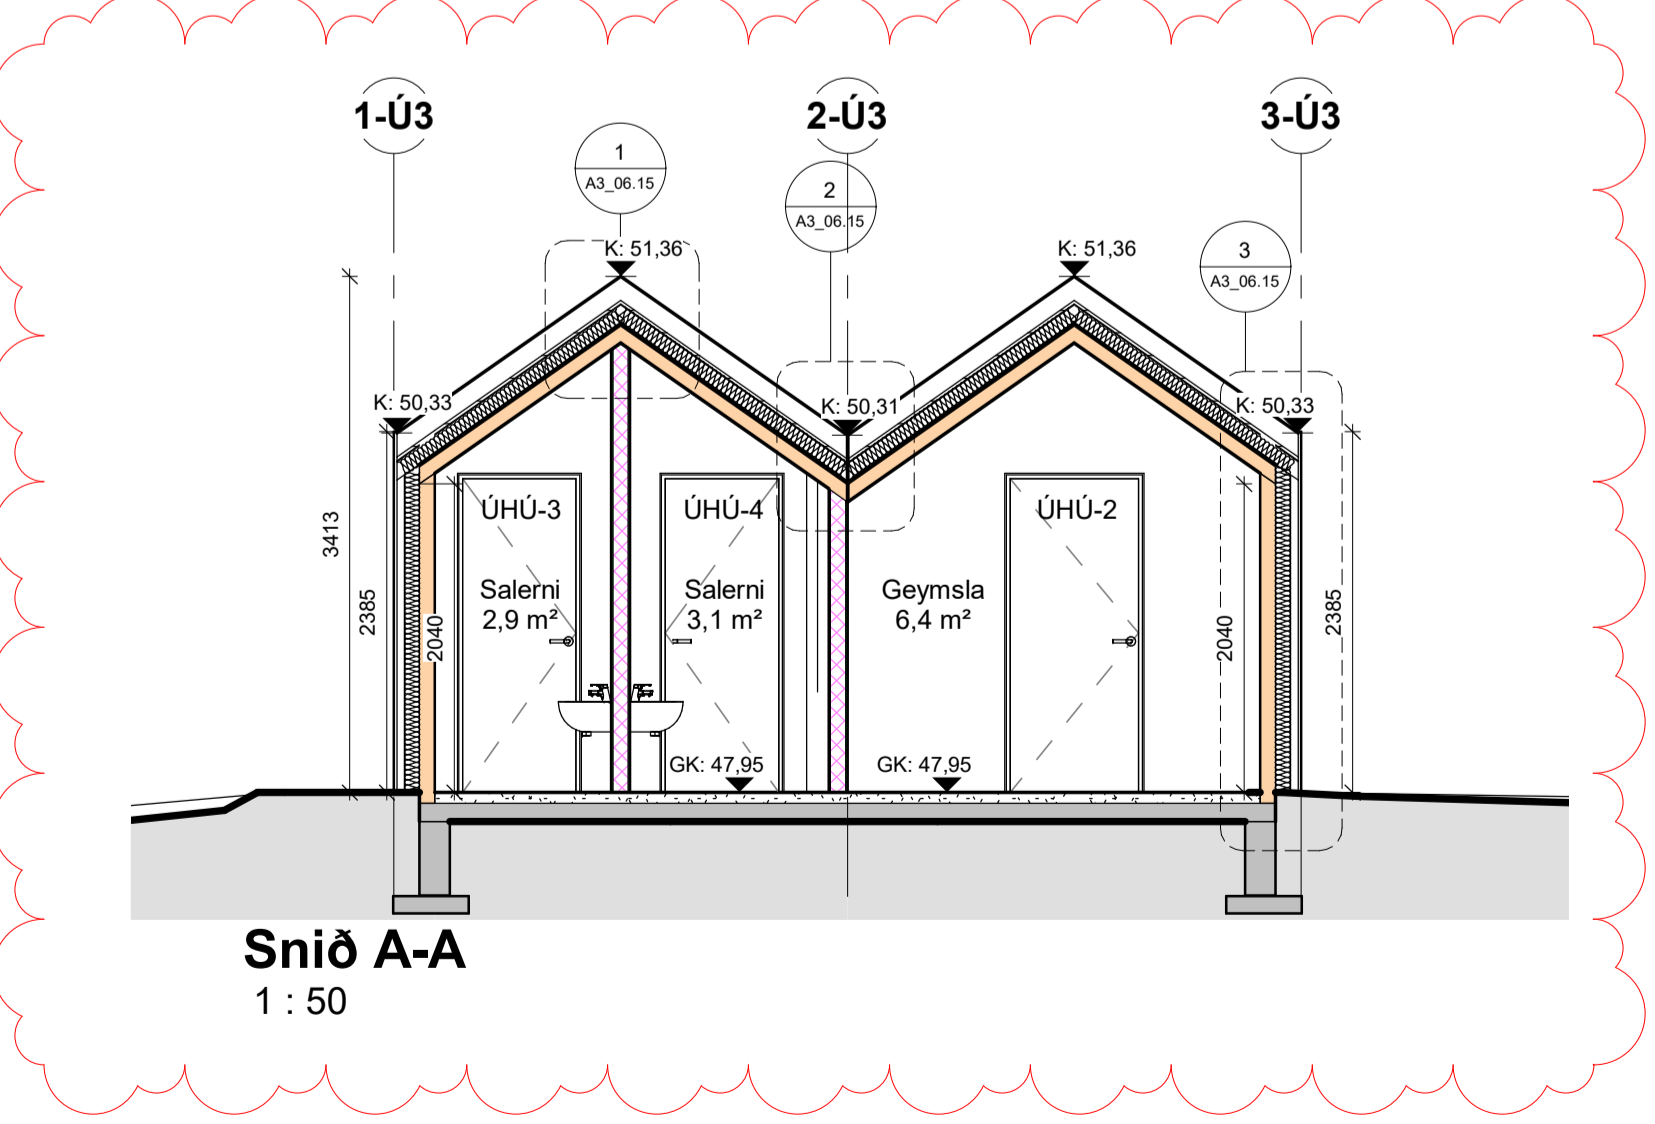 1-Ú3
2-Ú3
3-Ú3
1
A3_06.15
2
A3_06.15
3
A3_06.15
K: 51,36
K: 51,36
K: 50,33
K: 50,31
K: 50,33
ÚHÚ-3
ÚHÚ-4
ÚHÚ-2
3413
2385
2040
Salerni
2,9 m²
Salerni
3,1 m²
Geymsla
6,4 m²
2040
2385
GK: 47,95
GK: 47,95
Snið A-A
1 : 50